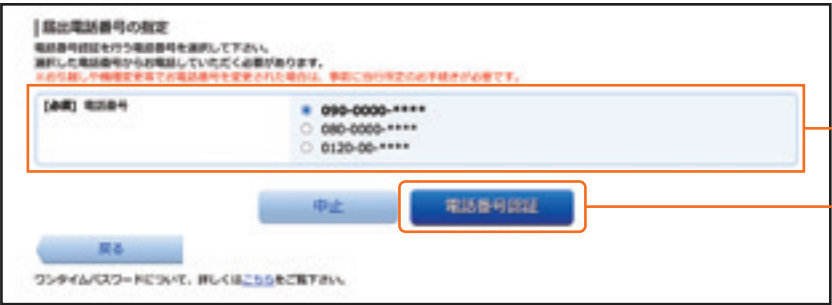 届出電話番号の指定
電話番号認証を行う電話番号を選択して下さい。
選択した電話番号からお電話していただく必要があります。
※お引越しや機種変更等でお電話番号を変更された場合は、事前に当行所定のお手続きが必要です。
[必須] 電話番号
090-0000-****
080-0000-****
0120-00-****
中止 電話番号認証
戻る
ワンタイムパスワードについて、詳しくはこちらをご覧下さい。